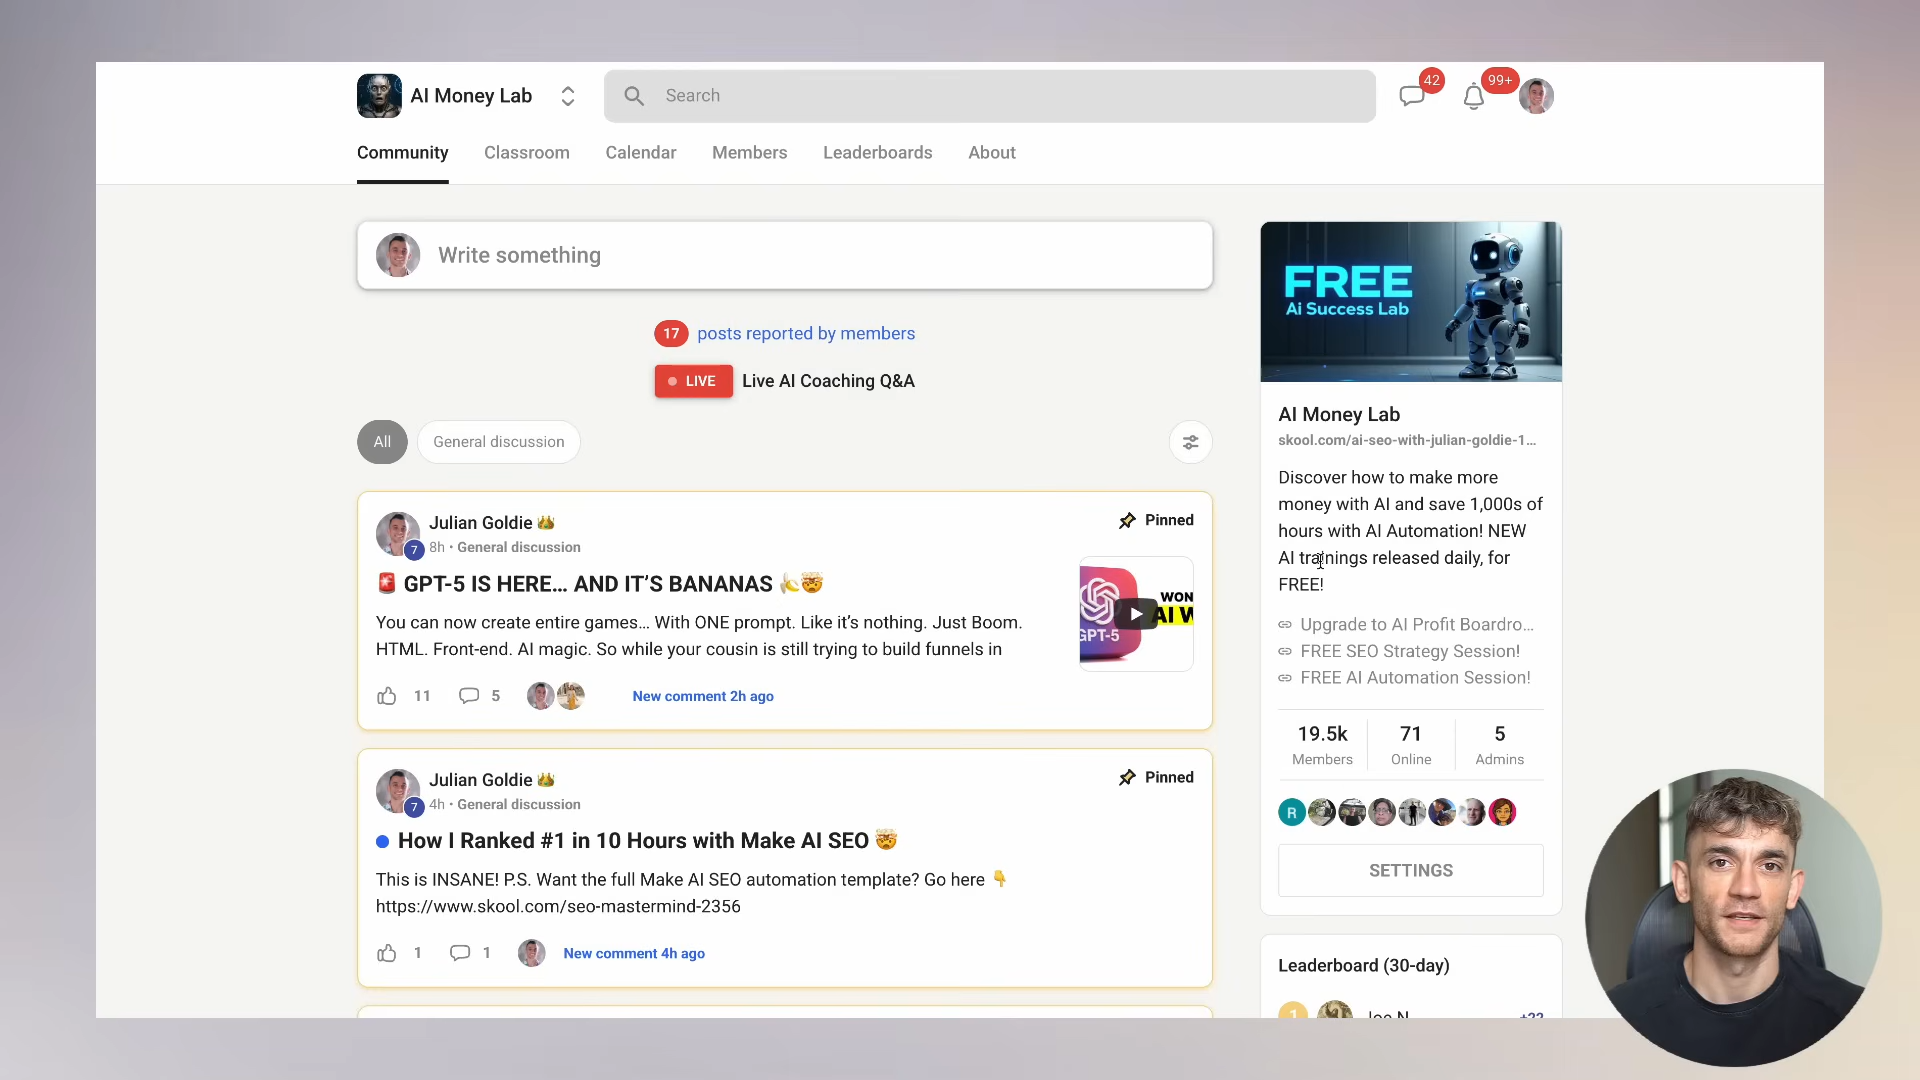 AI Money Lab
Search
42
99+
Community
Classroom
Calendar
Members
Leaderboards
About
Write something
17 posts reported by members
LIVE Live AI Coaching Q&A
All
General discussion
Julian Goldie
Pinned
7
8h • General discussion
🚨 GPT-5 IS HERE... AND IT'S BANANAS 🍌🤯
You can now create entire games... With ONE prompt. Like it's nothing. Just Boom.
HTML. Front-end. AI magic. So while your cousin is still trying to build funnels in
WON
AI W
GPT-5
11
5
New comment 2h ago
Julian Goldie
Pinned
7
4h • General discussion
How I Ranked #1 in 10 Hours with Make AI SEO 🤯
This is INSANE! P.S. Want the full Make AI SEO automation template? Go here 👇
https://www.skool.com/seo-mastermind-2356
1
1
New comment 4h ago
FREE
Ai Success Lab
AI Money Lab
skool.com/ai-seo-with-julian-goldie-1...
Discover how to make more
money with AI and save 1,000s of
hours with AI Automation! NEW
AI trainings released daily, for
FREE!
Upgrade to AI Profit Boardro...
FREE SEO Strategy Session!
FREE AI Automation Session!
19.5k
Members
71
Online
5
Admins
R
SETTINGS
Leaderboard (30-day)
1